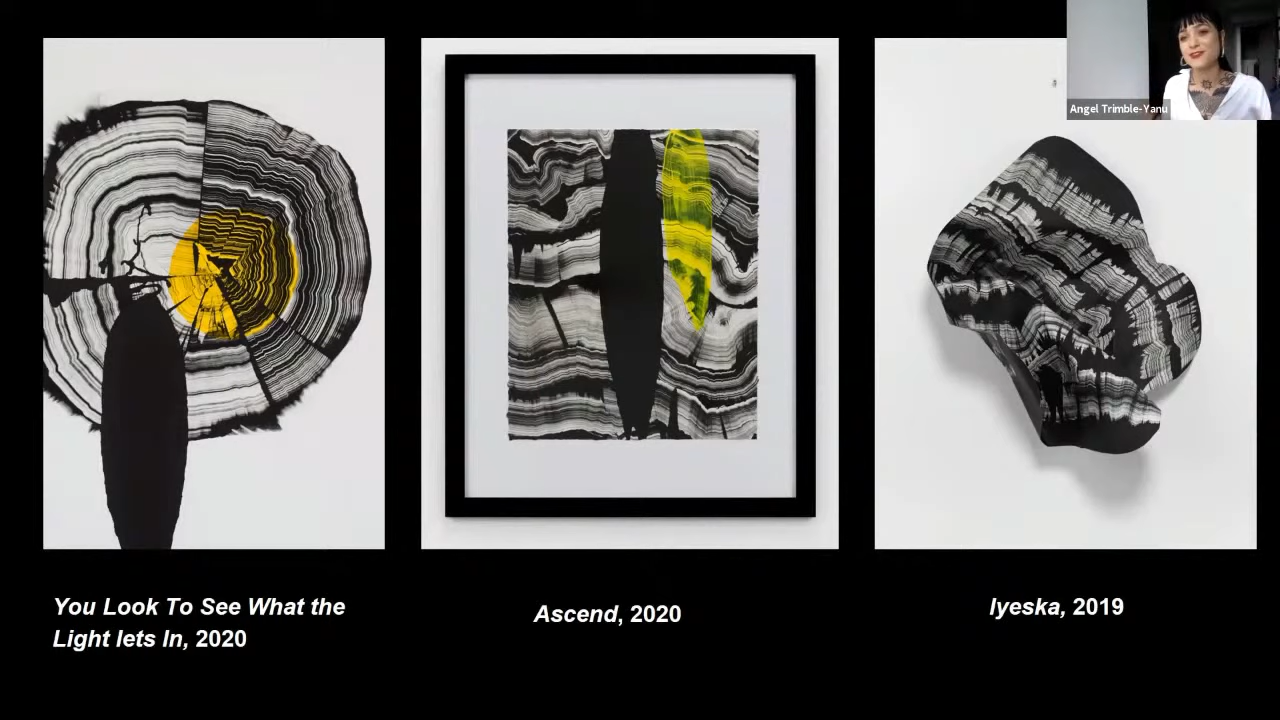 Angel Trimble-Yanu
You Look To See What the
Light lets In, 2020
Ascend, 2020
Iyeska, 2019